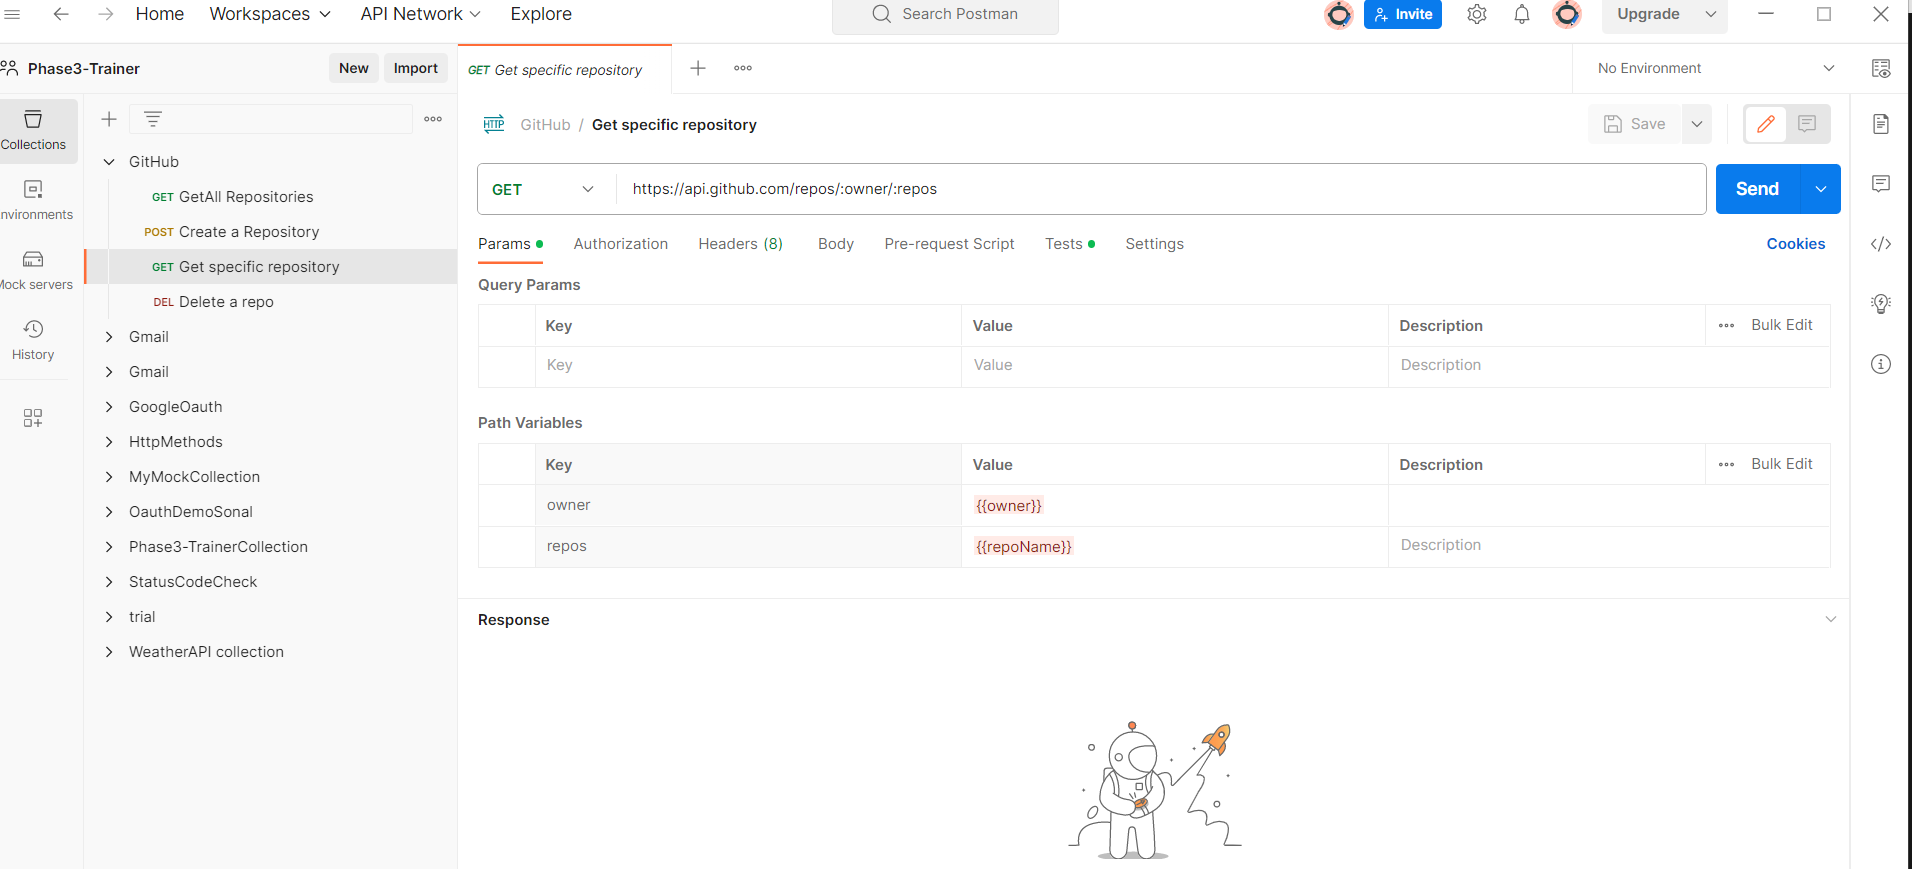 Home Workspaces API Network Explore Search Postman Invite Upgrade
Phase3-Trainer New Import GET Get specific repository No Environment
HTTP GitHub / Get specific repository Save
Collections
GitHub
GET https://api.github.com/repos/:owner/:repos Send
GET GetAll Repositories
nvironments
POST Create a Repository
Params Authorization Headers (8) Body Pre-request Script Tests Settings Cookies
GET Get specific repository
Mock servers
Query Params
DEL Delete a repo
Key Value Description Bulk Edit
Gmail
History
Key Value Description
Gmail
GoogleOauth
Path Variables
HttpMethods
Key Value Description Bulk Edit
MyMockCollection
owner {{owner}}
OauthDemoSonal
repos {{repoName}} Description
Phase3-TrainerCollection
StatusCodeCheck
trial
Response
WeatherAPI collection